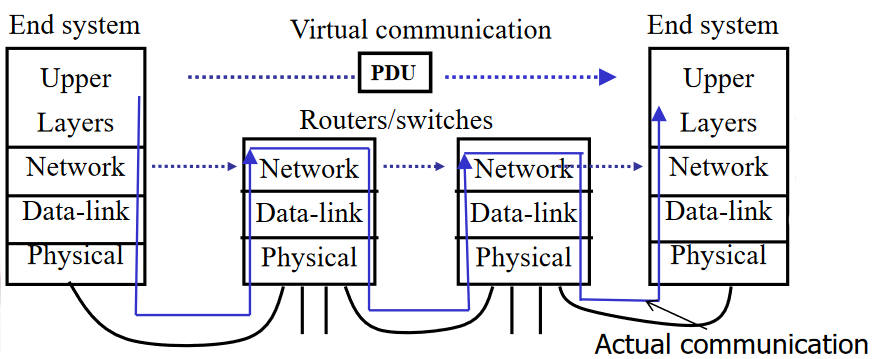 End system
Virtual communication
End system
PDU
Upper
Layers
Network
Data-link
Physical
Routers/switches
Network
Data-link
Physical
Network
Data-link
Physical
Upper
Layers
Network
Data-link
Physical
Actual communication